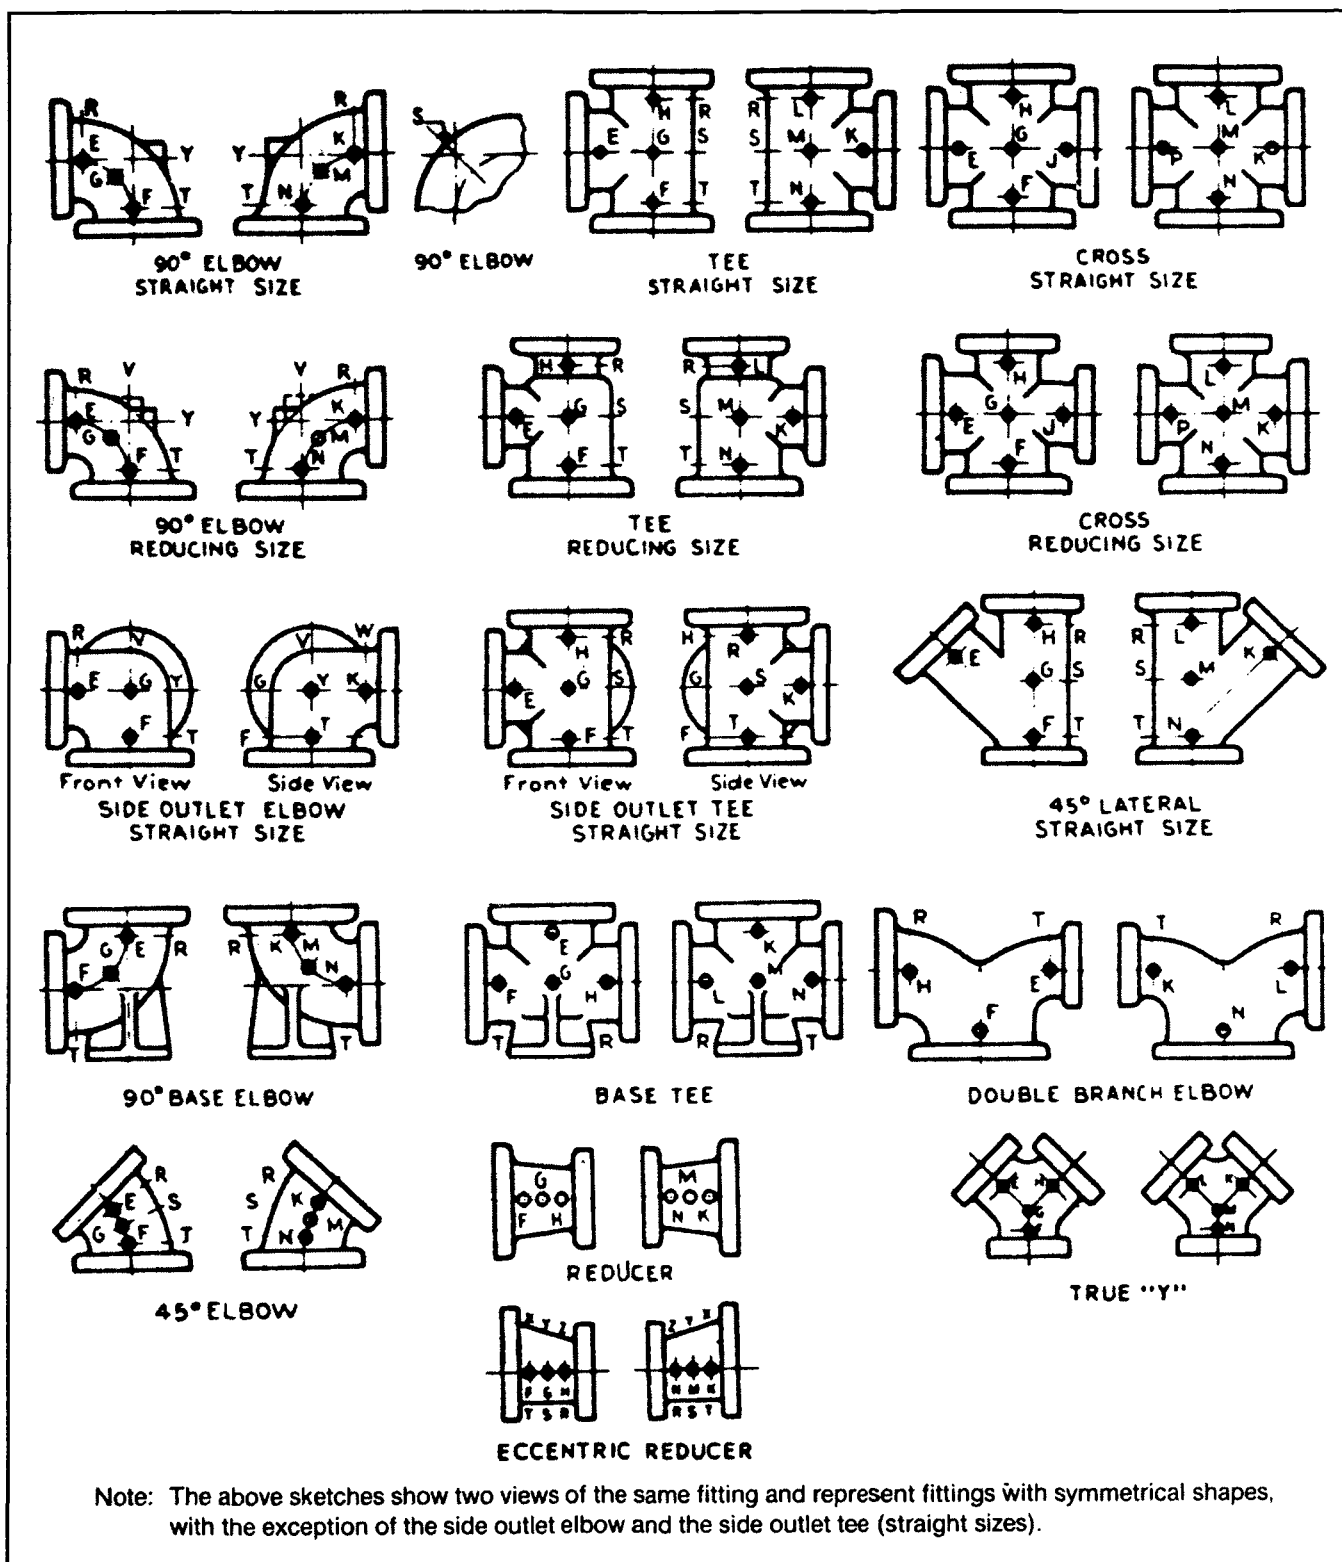 R E G F Y T
R K Y M N T
S
E H G F R S T
R S T L M N K
H E G J F
L M P K N
90° ELBOW
STRAIGHT SIZE
90° ELBOW
TEE
STRAIGHT SIZE
CROSS
STRAIGHT SIZE
V R E G F Y T
V R K Y M N T
H R E G S F T
R L S M K T N
H G E J F
L M P K N
90° ELBOW
REDUCING SIZE
TEE
REDUCING SIZE
CROSS
REDUCING SIZE
R V E G Y F T
V W G Y K F T
R H E G S F T
H R G S K F T
E H R G S F T
R L K S M T N
Front View
Side View
SIDE OUTLET ELBOW
STRAIGHT SIZE
Front View
Side View
SIDE OUTLET TEE
STRAIGHT SIZE
45° LATERAL
STRAIGHT SIZE
G E R F T
R K M N T
E G F H T R
K M L N R T
R T H E F
T R K L N
90° BASE ELBOW
BASE TEE
DOUBLE BRANCH ELBOW
R E S G F T
R S K M T N
G F H
M N K
E H G F
L K M N
45° ELBOW
REDUCER
TRUE "Y"
X Y Z
F G H
T S R
Z Y X
N M K
R S T
ECCENTRIC REDUCER
Note: The above sketches show two views of the same fitting and represent fittings with symmetrical shapes,
with the exception of the side outlet elbow and the side outlet tee (straight sizes).